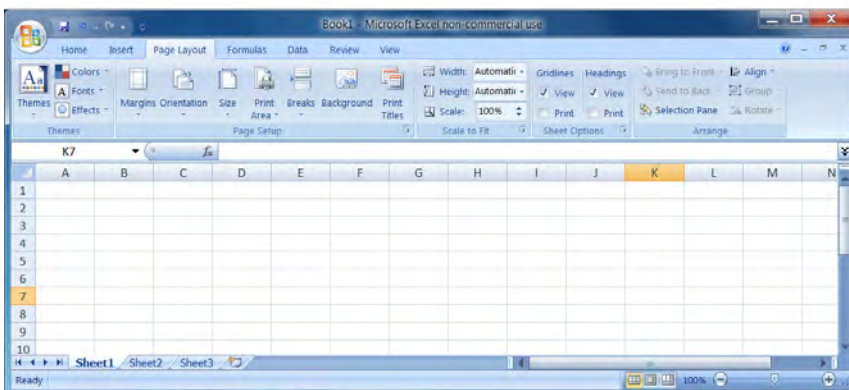 Book1 - Microsoft Excel non-commercial use
Home Insert Page Layout Formulas Data Review View
Colors Width: Automatic Gridlines Headings Bring to Front Align
Aa A Fonts Height: Automatic View View Send to Back Group
Themes Effects Margins Orientation Size Print Area Breaks Background Print Titles Scale: 100% Print Print Selection Pane Rotate
Themes Page Setup Scale to Fit Sheet Options Arrange
K7 fx
A B C D E F G H I J K L M N
1
2
3
4
5
6
7
8
9
10
Sheet1 Sheet2 Sheet3
Ready 100%